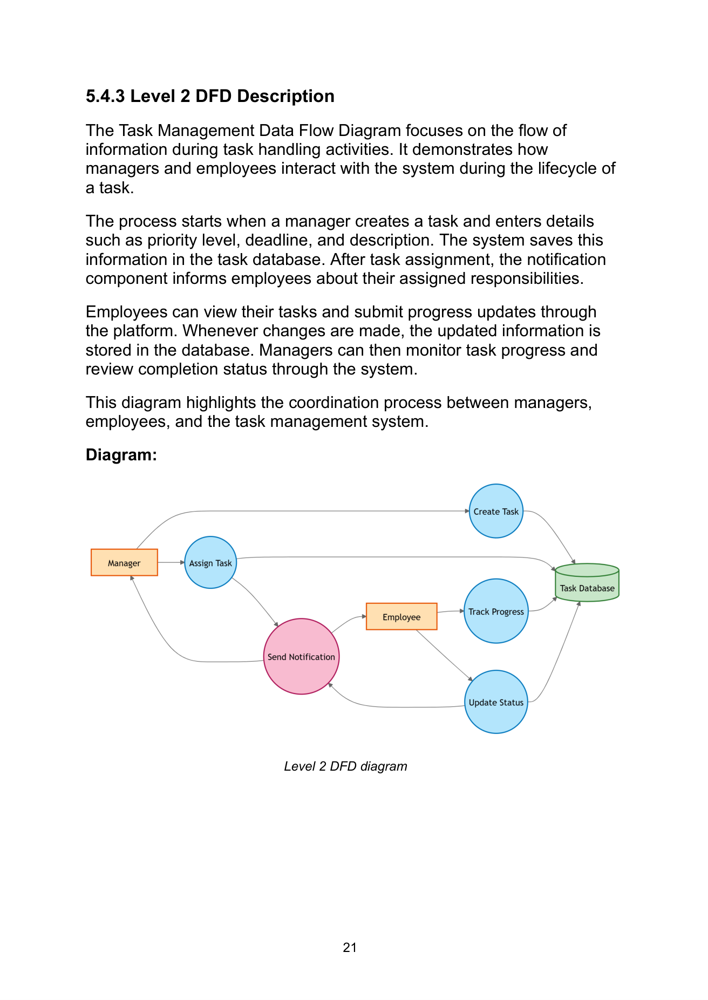 5.4.3 Level 2 DFD Description
The Task Management Data Flow Diagram focuses on the flow of
information during task handling activities. It demonstrates how
managers and employees interact with the system during the lifecycle of
a task.
The process starts when a manager creates a task and enters details
such as priority level, deadline, and description. The system saves this
information in the task database. After task assignment, the notification
component informs employees about their assigned responsibilities.
Employees can view their tasks and submit progress updates through
the platform. Whenever changes are made, the updated information is
stored in the database. Managers can then monitor task progress and
review completion status through the system.
This diagram highlights the coordination process between managers,
employees, and the task management system.
Diagram:
Create Task
Manager
Assign Task
Task Database
Employee
Track Progress
Send Notification
Update Status
Level 2 DFD diagram
21